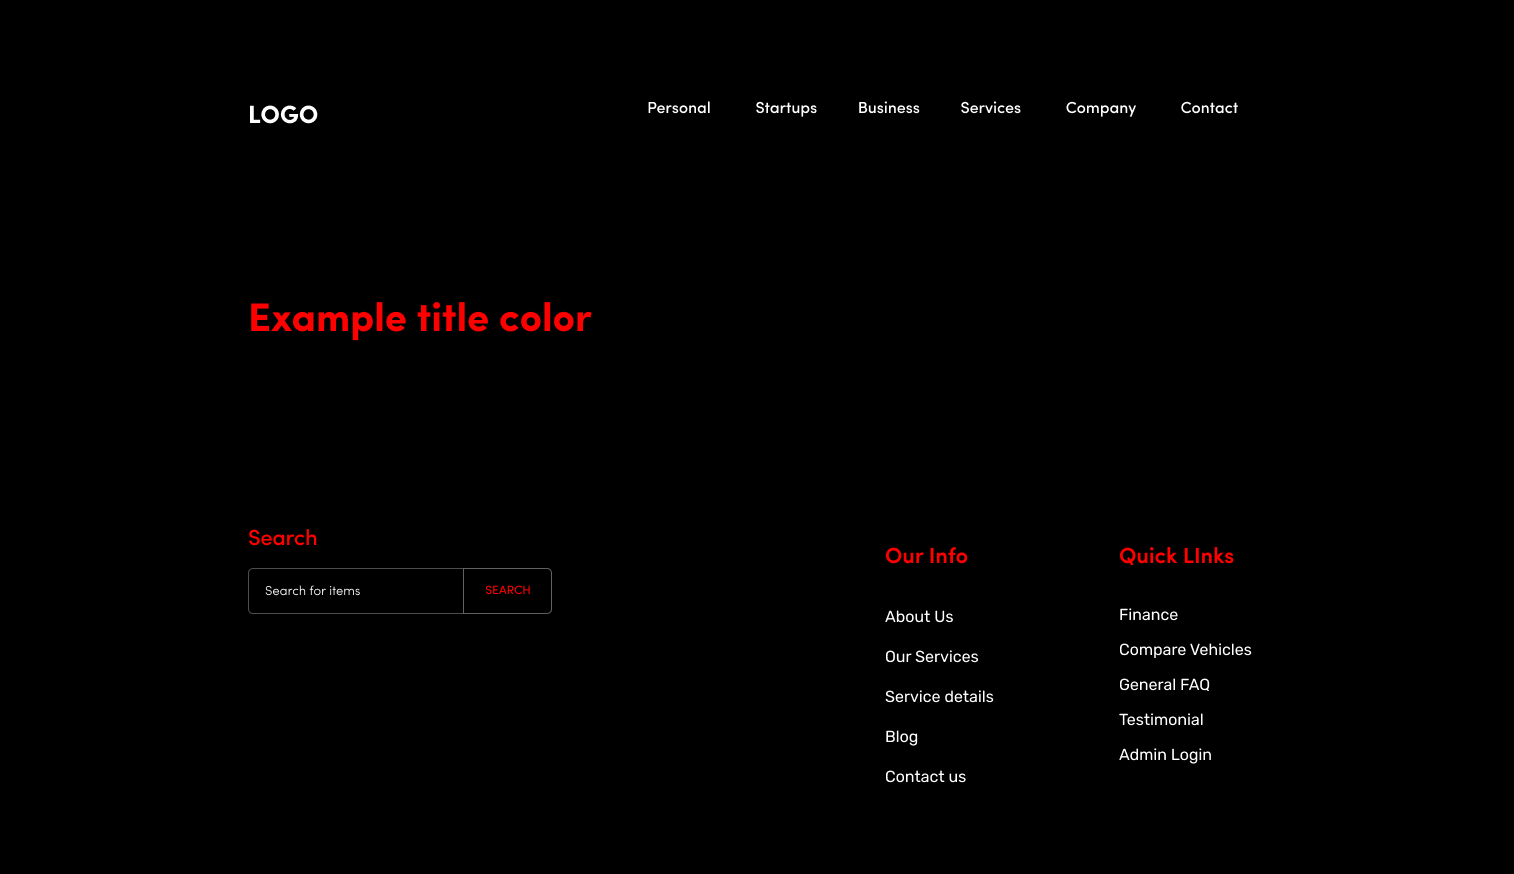 LOGO
Personal Startups Business Services Company Contact
Example title color
Search
Search for items SEARCH
Our Info
About Us
Our Services
Service details
Blog
Contact us
Quick LInks
Finance
Compare Vehicles
General FAQ
Testimonial
Admin Login